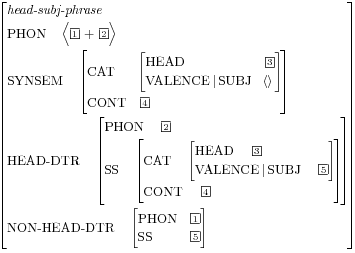 head-subj-phrase
PHON ⟨1 + 2⟩
HEAD 3
CAT
VALENCE | SUBJ ⟨⟩
SYNSEM
CONT 4
PHON 2
HEAD 3
CAT
VALENCE | SUBJ 5
HEAD-DTR SS
CONT 4
PHON 1
NON-HEAD-DTR
SS 5